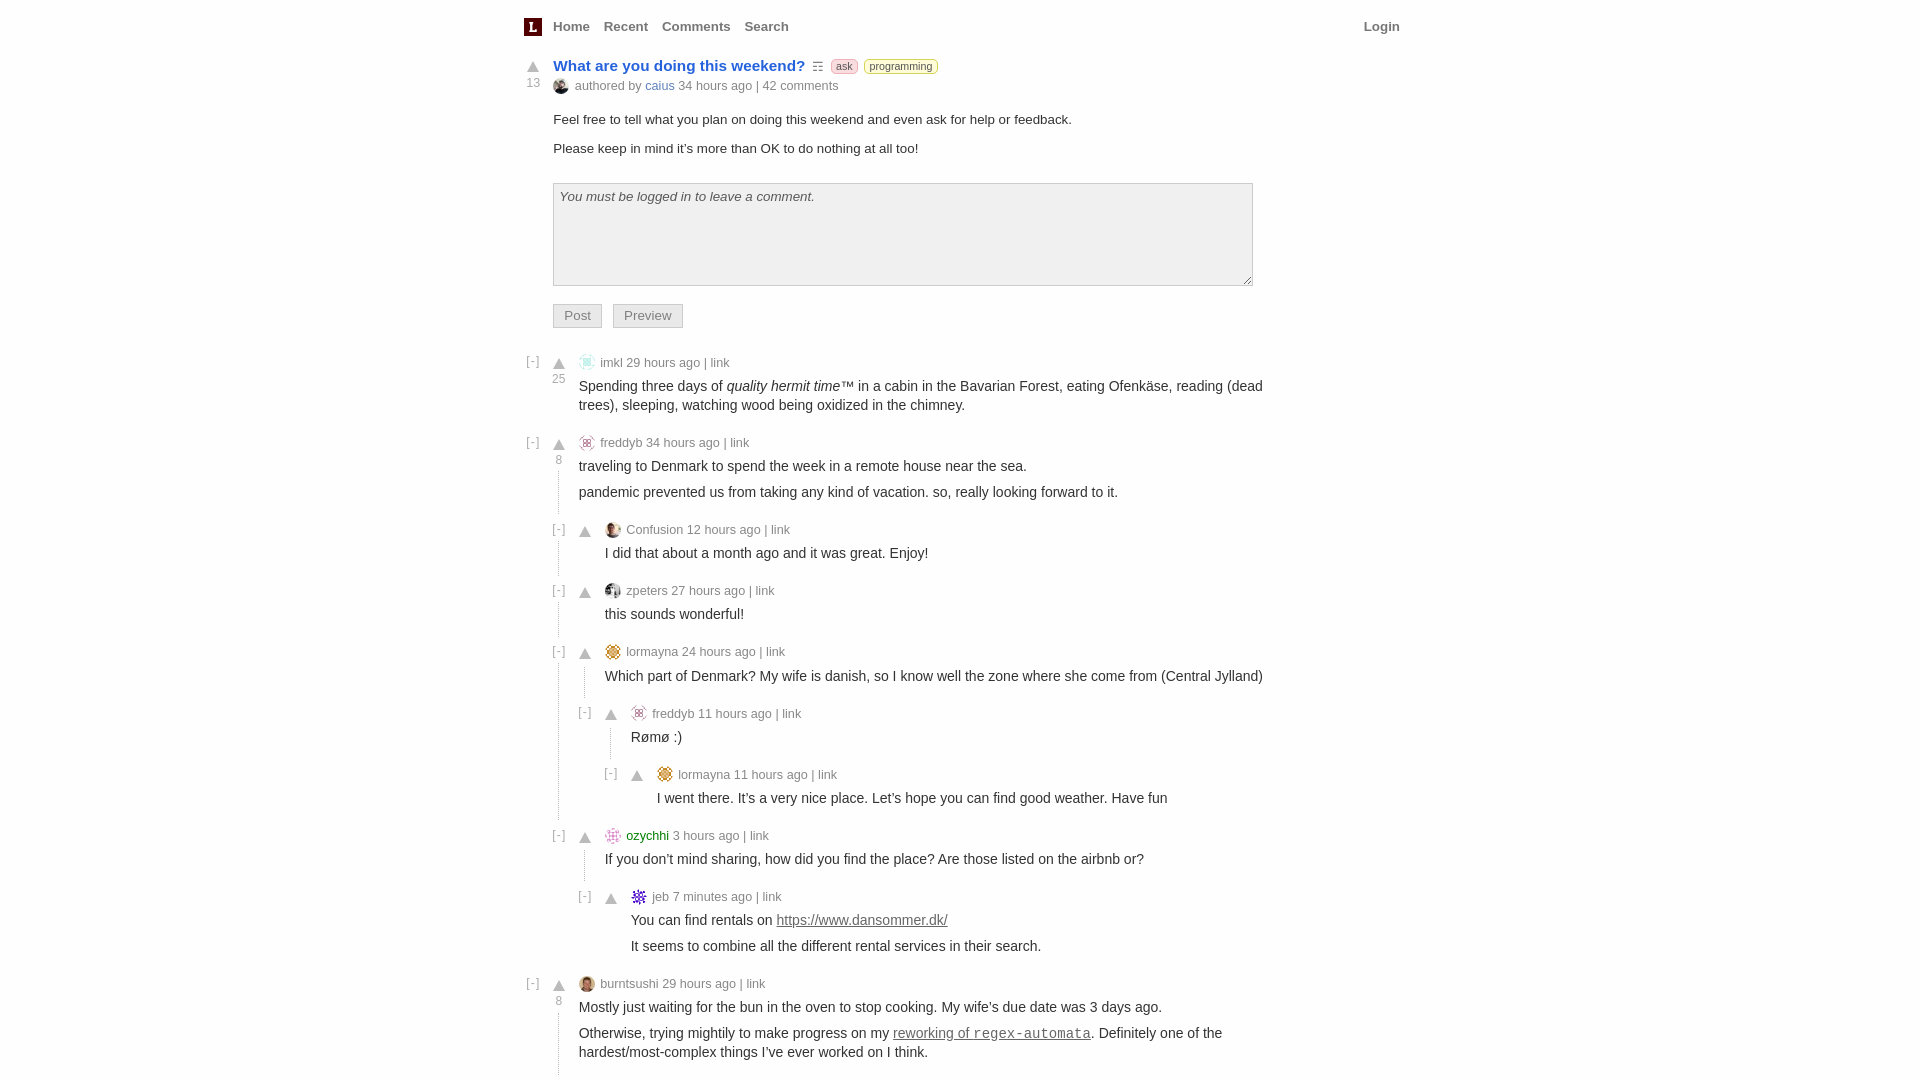 L Home Recent Comments Search Login
What are you doing this weekend? ☶ ask programming
13
authored by caius 34 hours ago | 42 comments
Feel free to tell what you plan on doing this weekend and even ask for help or feedback.
Please keep in mind it’s more than OK to do nothing at all too!
You must be logged in to leave a comment.
Post Preview
[-] imkl 29 hours ago | link
25
Spending three days of quality hermit time™ in a cabin in the Bavarian Forest, eating Ofenkäse, reading (dead
trees), sleeping, watching wood being oxidized in the chimney.
[-] freddyb 34 hours ago | link
8
traveling to Denmark to spend the week in a remote house near the sea.
pandemic prevented us from taking any kind of vacation. so, really looking forward to it.
[-] Confusion 12 hours ago | link
I did that about a month ago and it was great. Enjoy!
[-] zpeters 27 hours ago | link
this sounds wonderful!
[-] lormayna 24 hours ago | link
Which part of Denmark? My wife is danish, so I know well the zone where she come from (Central Jylland)
[-] freddyb 11 hours ago | link
Rømø :)
[-] lormayna 11 hours ago | link
I went there. It’s a very nice place. Let’s hope you can find good weather. Have fun
[-] ozychhi 3 hours ago | link
If you don’t mind sharing, how did you find the place? Are those listed on the airbnb or?
[-] jeb 7 minutes ago | link
You can find rentals on https://www.dansommer.dk/
It seems to combine all the different rental services in their search.
[-] burntsushi 29 hours ago | link
8
Mostly just waiting for the bun in the oven to stop cooking. My wife’s due date was 3 days ago.
Otherwise, trying mightily to make progress on my reworking of regex-automata. Definitely one of the
hardest/most-complex things I’ve ever worked on I think.